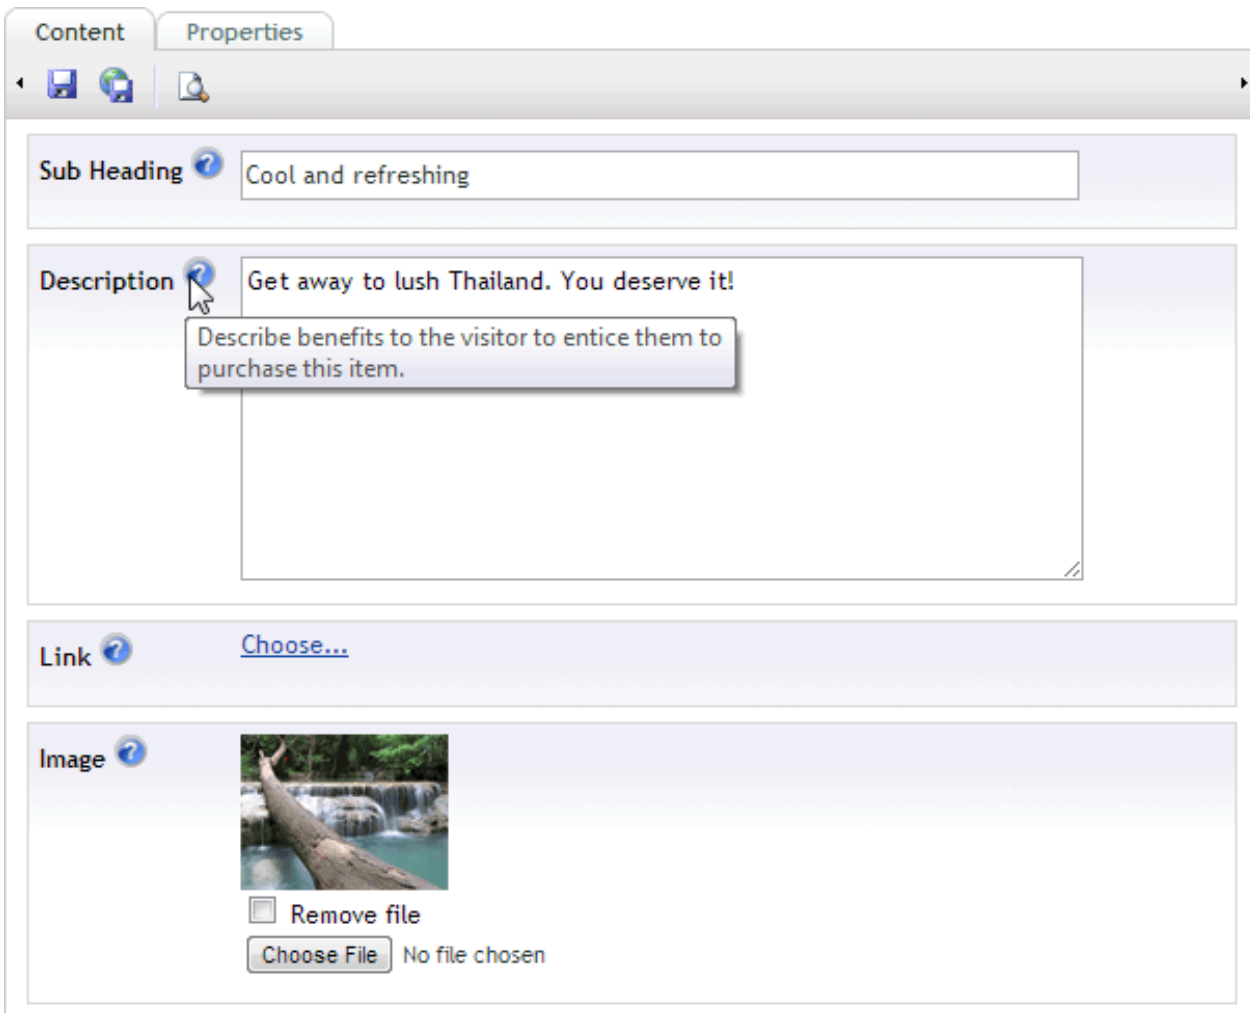 Content
Properties
Sub Heading
Cool and refreshing
Description
Get away to lush Thailand. You deserve it!
Describe benefits to the visitor to entice them to
purchase this item.
Link
Choose...
Image
Remove file
Choose File
No file chosen